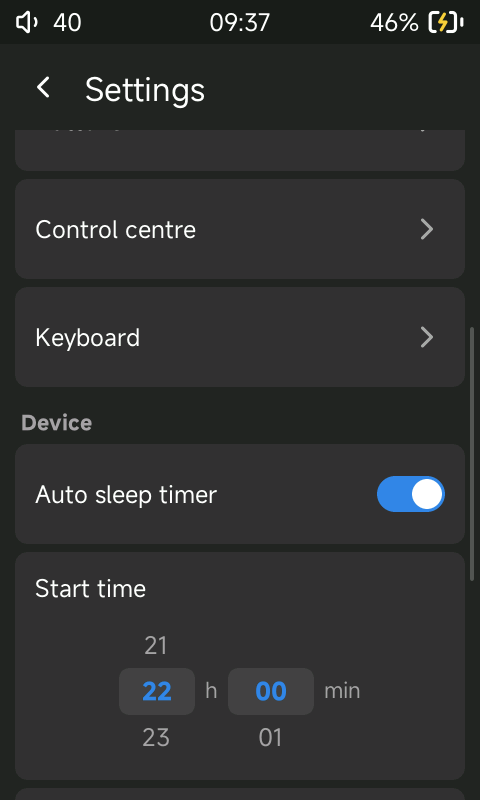 40 09:37 46%
Settings
Control centre
Keyboard
Device
Auto sleep timer
Start time
21
22 h 00 min
23 01